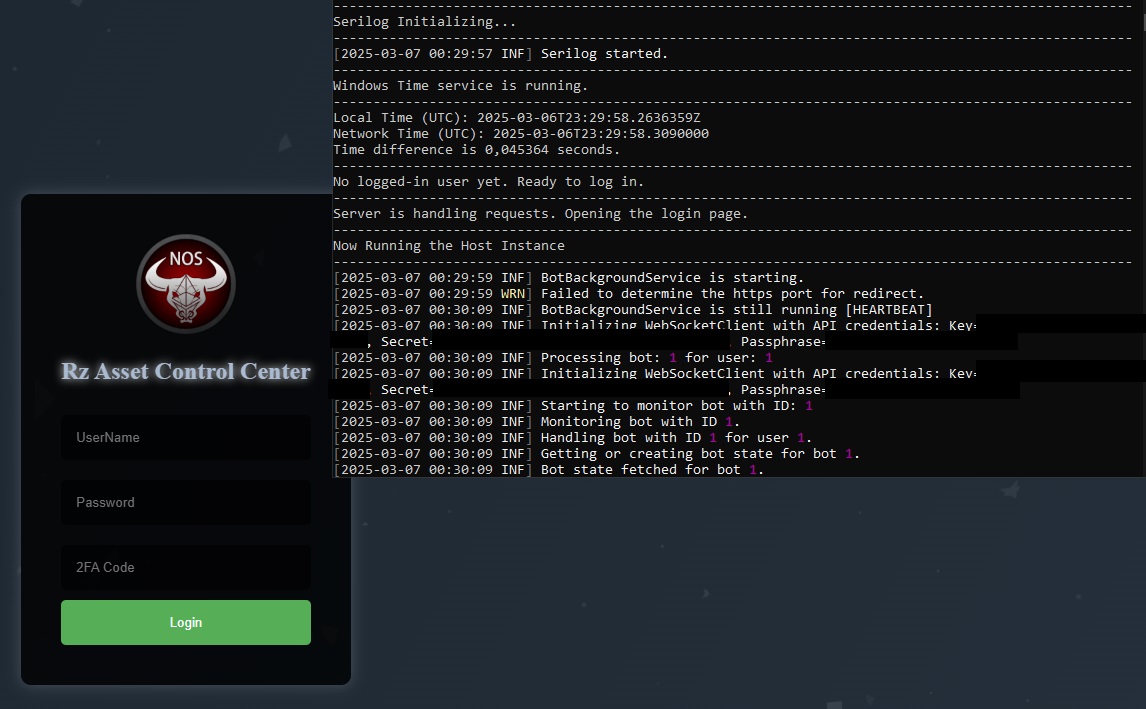 --------------------------------------------------------------------------------------------------
Serilog Initializing...
--------------------------------------------------------------------------------------------------
[2025-03-07 00:29:57 INF] Serilog started.
--------------------------------------------------------------------------------------------------
Windows Time service is running.
--------------------------------------------------------------------------------------------------
Local Time (UTC): 2025-03-06T23:29:58.2636359Z
Network Time (UTC): 2025-03-06T23:29:58.3090000
Time difference is 0,045364 seconds.
--------------------------------------------------------------------------------------------------
No logged-in user yet. Ready to log in.
--------------------------------------------------------------------------------------------------
Server is handling requests. Opening the login page.
--------------------------------------------------------------------------------------------------
Now Running the Host Instance
--------------------------------------------------------------------------------------------------
[2025-03-07 00:29:59 INF] BotBackgroundService is starting.
[2025-03-07 00:29:59 WRN] Failed to determine the https port for redirect.
[2025-03-07 00:30:09 INF] BotBackgroundService is still running [HEARTBEAT]
[2025-03-07 00:30:09 INF] Initializing WebSocketClient with API credentials: Key=
, Secret= , Passphrase=
[2025-03-07 00:30:09 INF] Processing bot: 1 for user: 1
[2025-03-07 00:30:09 INF] Initializing WebSocketClient with API credentials: Key=
Secret= , Passphrase=
[2025-03-07 00:30:09 INF] Starting to monitor bot with ID: 1
[2025-03-07 00:30:09 INF] Monitoring bot with ID 1.
[2025-03-07 00:30:09 INF] Handling bot with ID 1 for user 1.
[2025-03-07 00:30:09 INF] Getting or creating bot state for bot 1.
[2025-03-07 00:30:09 INF] Bot state fetched for bot 1.
NOS
Rz Asset Control Center
UserName
Password
2FA Code
Login